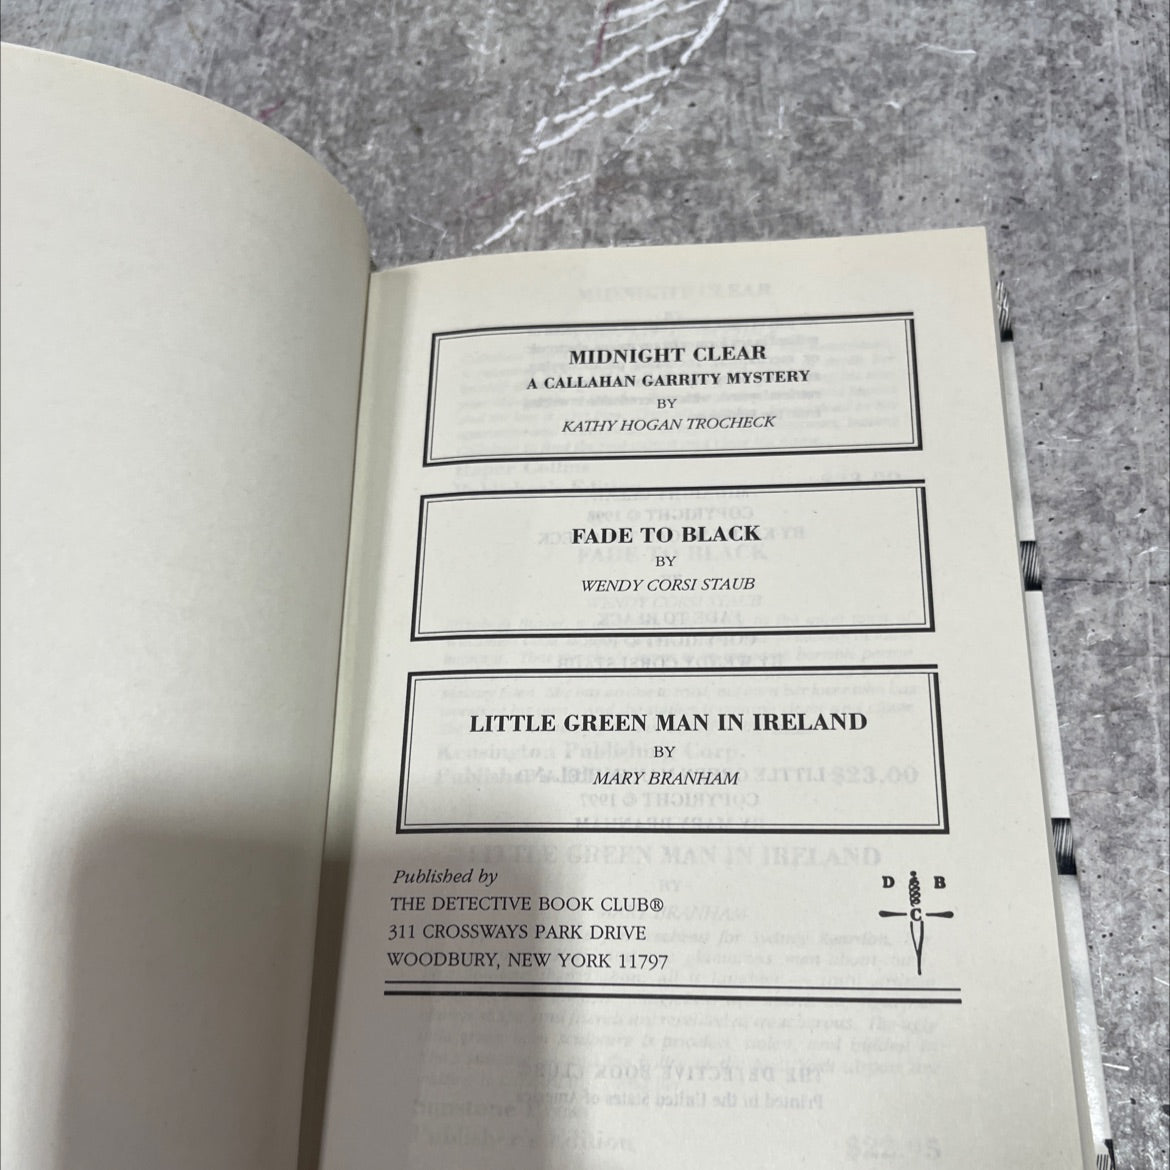 MIDNIGHT CLEAR
A CALLAHAN GARRITY MYSTERY
BY
KATHY HOGAN TROCHECK
FADE TO BLACK
BY
WENDY CORSI STAUB
LITTLE GREEN MAN IN IRELAND
BY
MARY BRANHAM
Published by
THE DETECTIVE BOOK CLUB®
311 CROSSWAYS PARK DRIVE
WOODBURY, NEW YORK 11797
D B
C